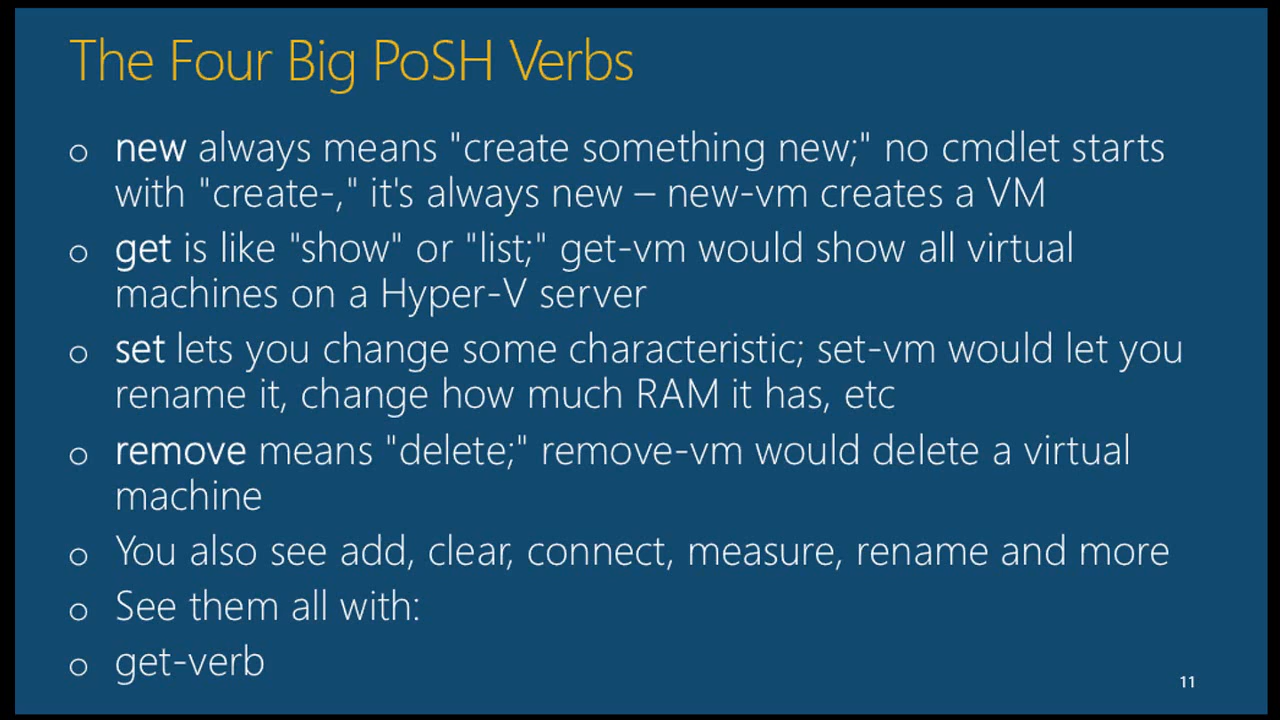 The Four Big PoSH Verbs
o new always means "create something new;" no cmdlet starts
with "create-," it's always new – new-vm creates a VM
o get is like "show" or "list;" get-vm would show all virtual
machines on a Hyper-V server
o set lets you change some characteristic; set-vm would let you
rename it, change how much RAM it has, etc
o remove means "delete;" remove-vm would delete a virtual
machine
o You also see add, clear, connect, measure, rename and more
o See them all with:
o get-verb
11